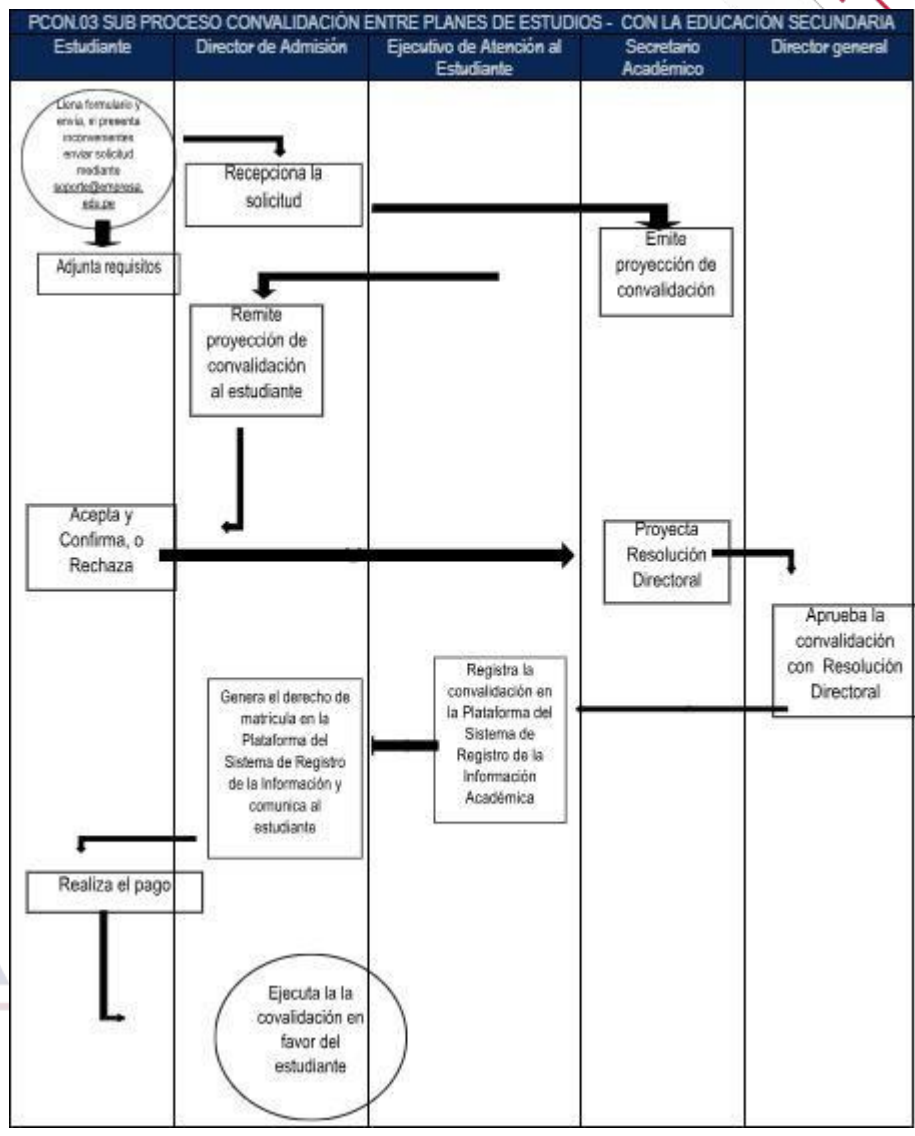 PCON.03 SUB PROCESO CONVALIDACIÓN ENTRE PLANES DE ESTUDIOS - CON LA EDUCACIÓN SECUNDARIA
Estudiante
Director de Admisión
Ejecutivo de Atención al
Estudiante
Secretario
Académico
Director general
Llena formulario y
envía, si presenta
inconvenientes
enviar solicitud
mediante
soporte@empresa.
edu.pe
Recepciona la
solicitud
Emite
proyección de
convalidación
Adjunta requisitos
Remite
proyección de
convalidación
al estudiante
Acepta y
Confirma, o
Rechaza
Proyecta
Resolución
Directoral
Aprueba la
convalidación
con Resolución
Directoral
Registra la
convalidación en
la Plataforma del
Sistema de
Registro de la
Información
Académica
Genera el derecho de
matricula en la
Plataforma del
Sistema de Registro
de la Información y
comunica al
estudiante
Realiza el pago
Ejecuta la la
covalidación en
favor del
estudiante